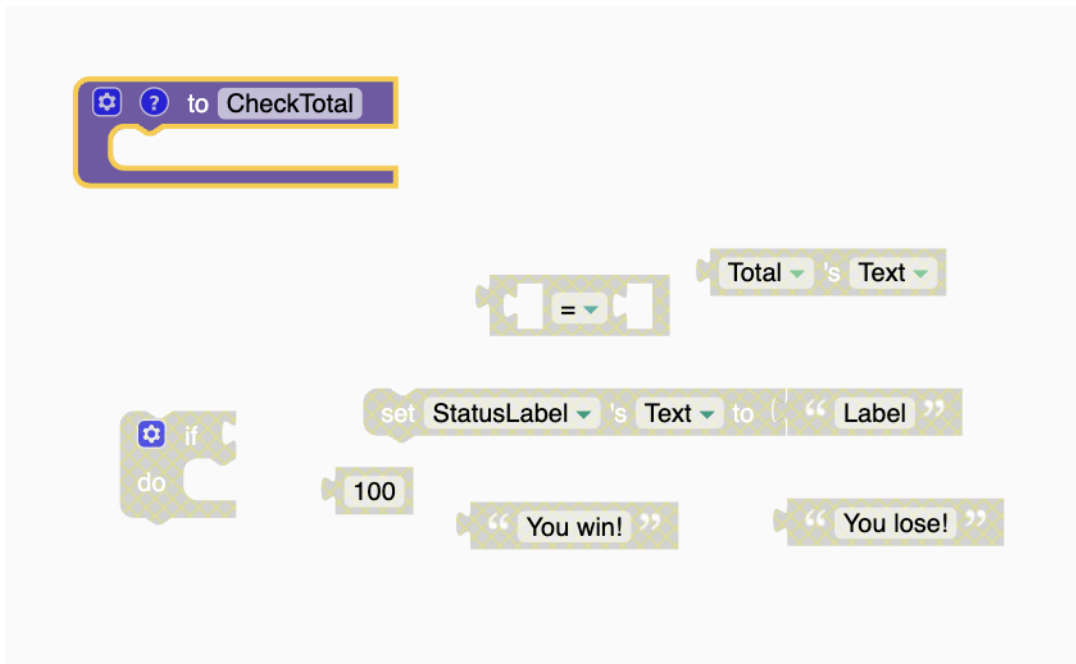 ? to CheckTotal
Total 's Text
=
set StatusLabel 's Text to “ Label ”
if
do
100
“ You win! ”
“ You lose! ”